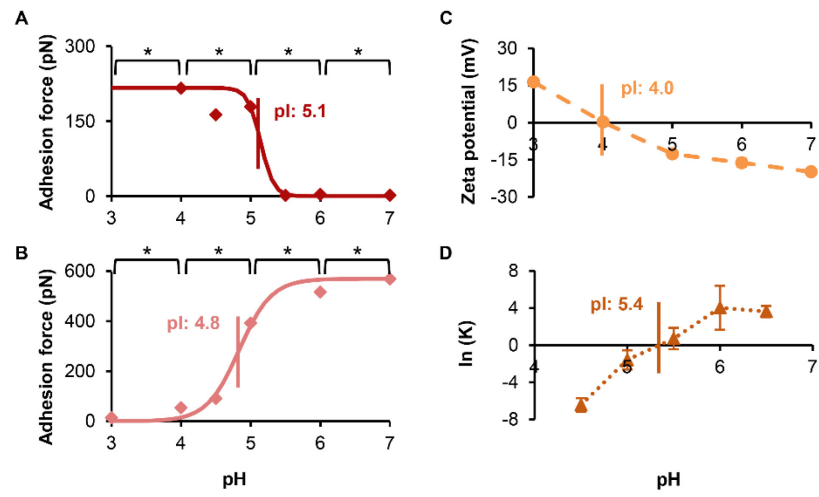 A
Adhesion force (pN)
300
150
0
* * * *
pI: 5.1
3 4 5 6 7
B
Adhesion force (pN)
600
400
200
0
* * * *
pI: 4.8
3 4 5 6 7
pH
C
Zeta potential (mV)
30
15
0
-15
-30
pI: 4.0
3 4 5 6 7
D
ln (K)
8
4
0
-4
-8
pI: 5.4
4 5 6 7
pH